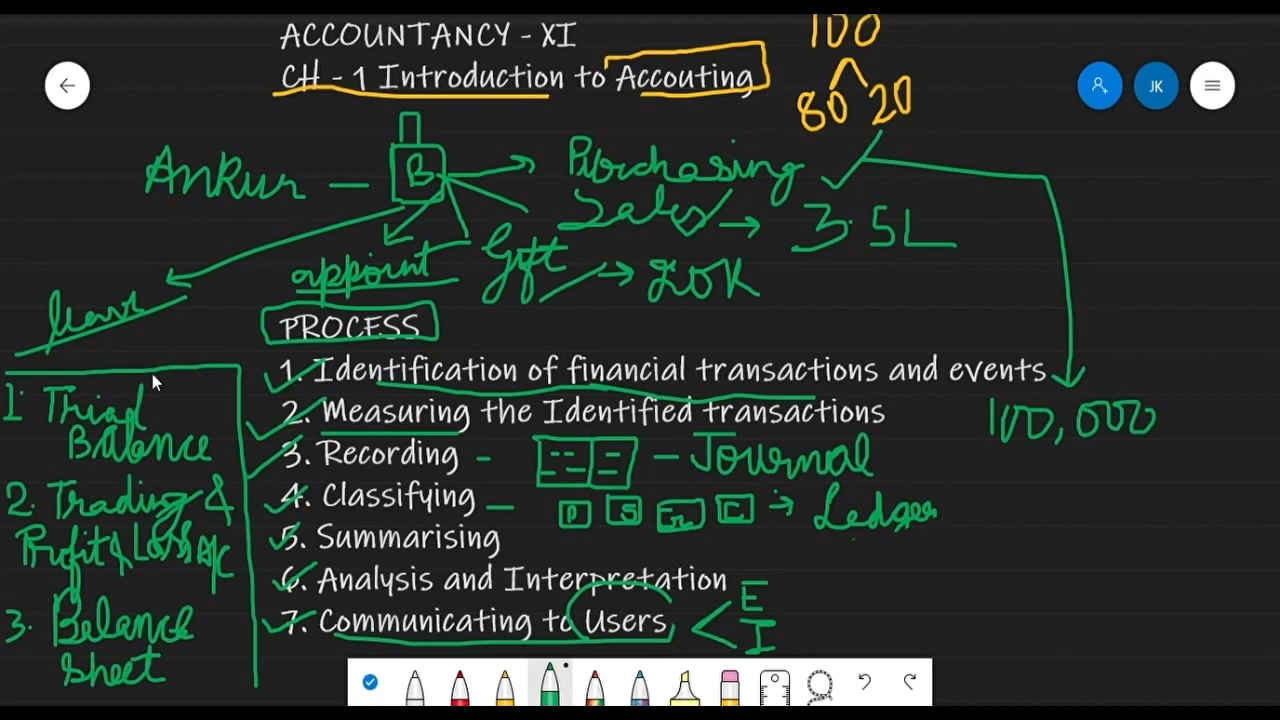 ACCOUNTANCY - XI
CH - 1 Introduction to Accouting
100
80 20
JK
Ankur - B
Purchasing
Sales → 3.5L
appoint
Gift → 20K
leave
PROCESS
1. Identification of financial transactions and events
100,000
2. Measuring the Identified transactions
3. Recording - - Journal
4. Classifying - P S → Ledger
5. Summarising
6. Analysis and Interpretation
7. Communicating to Users < E
I
1. Trial
Balance
2. Trading &
Profit & Loss A/c
3. Balance
Sheet